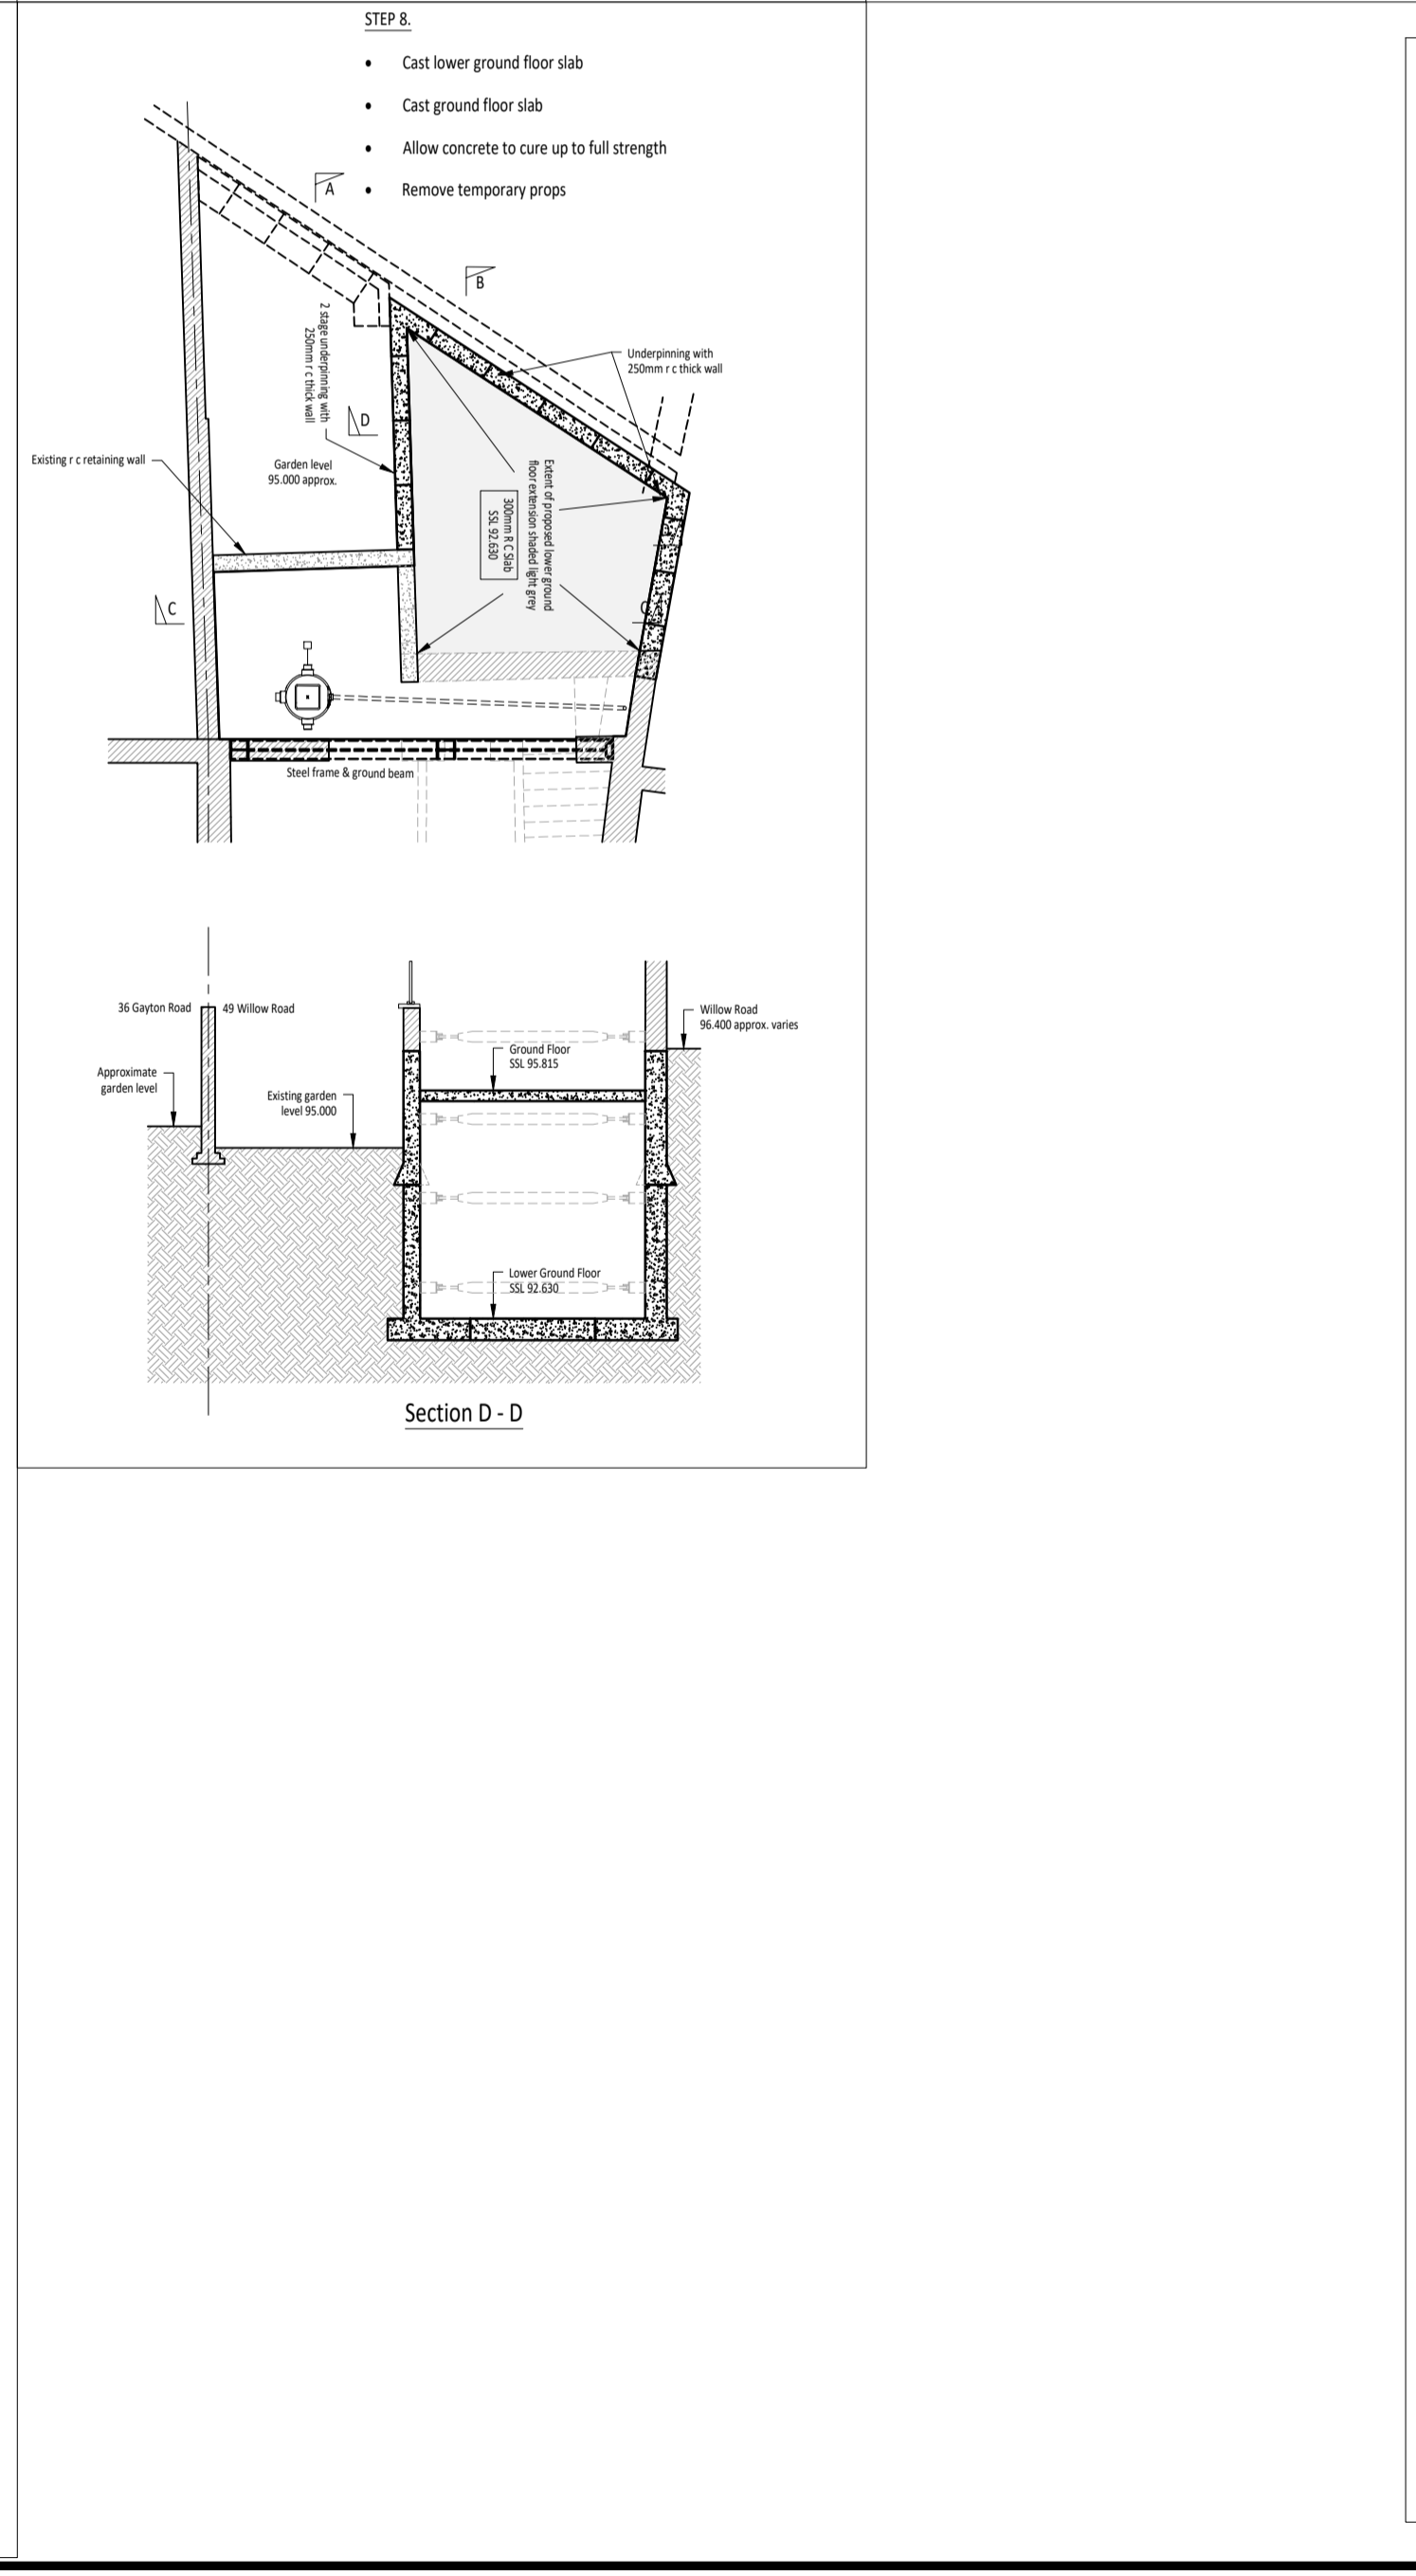 STEP 8.
• Cast lower ground floor slab
• Cast ground floor slab
• Allow concrete to cure up to full strength
• Remove temporary props
A
B
2 stage underpinning with
250mm r c thick wall
Underpinning with
250mm r c thick wall
D
Existing r c retaining wall
Garden level
95.000 approx.
Extent of proposed lower ground
floor extension shaded light grey
300mm R C Slab
SSL 92.630
C
C
Steel frame & ground beam
36 Gayton Road
49 Willow Road
Willow Road
96.400 approx. varies
Ground Floor
SSL 95.815
Approximate
garden level
Existing garden
level 95.000
Lower Ground Floor
SSL 92.630
Section D - D